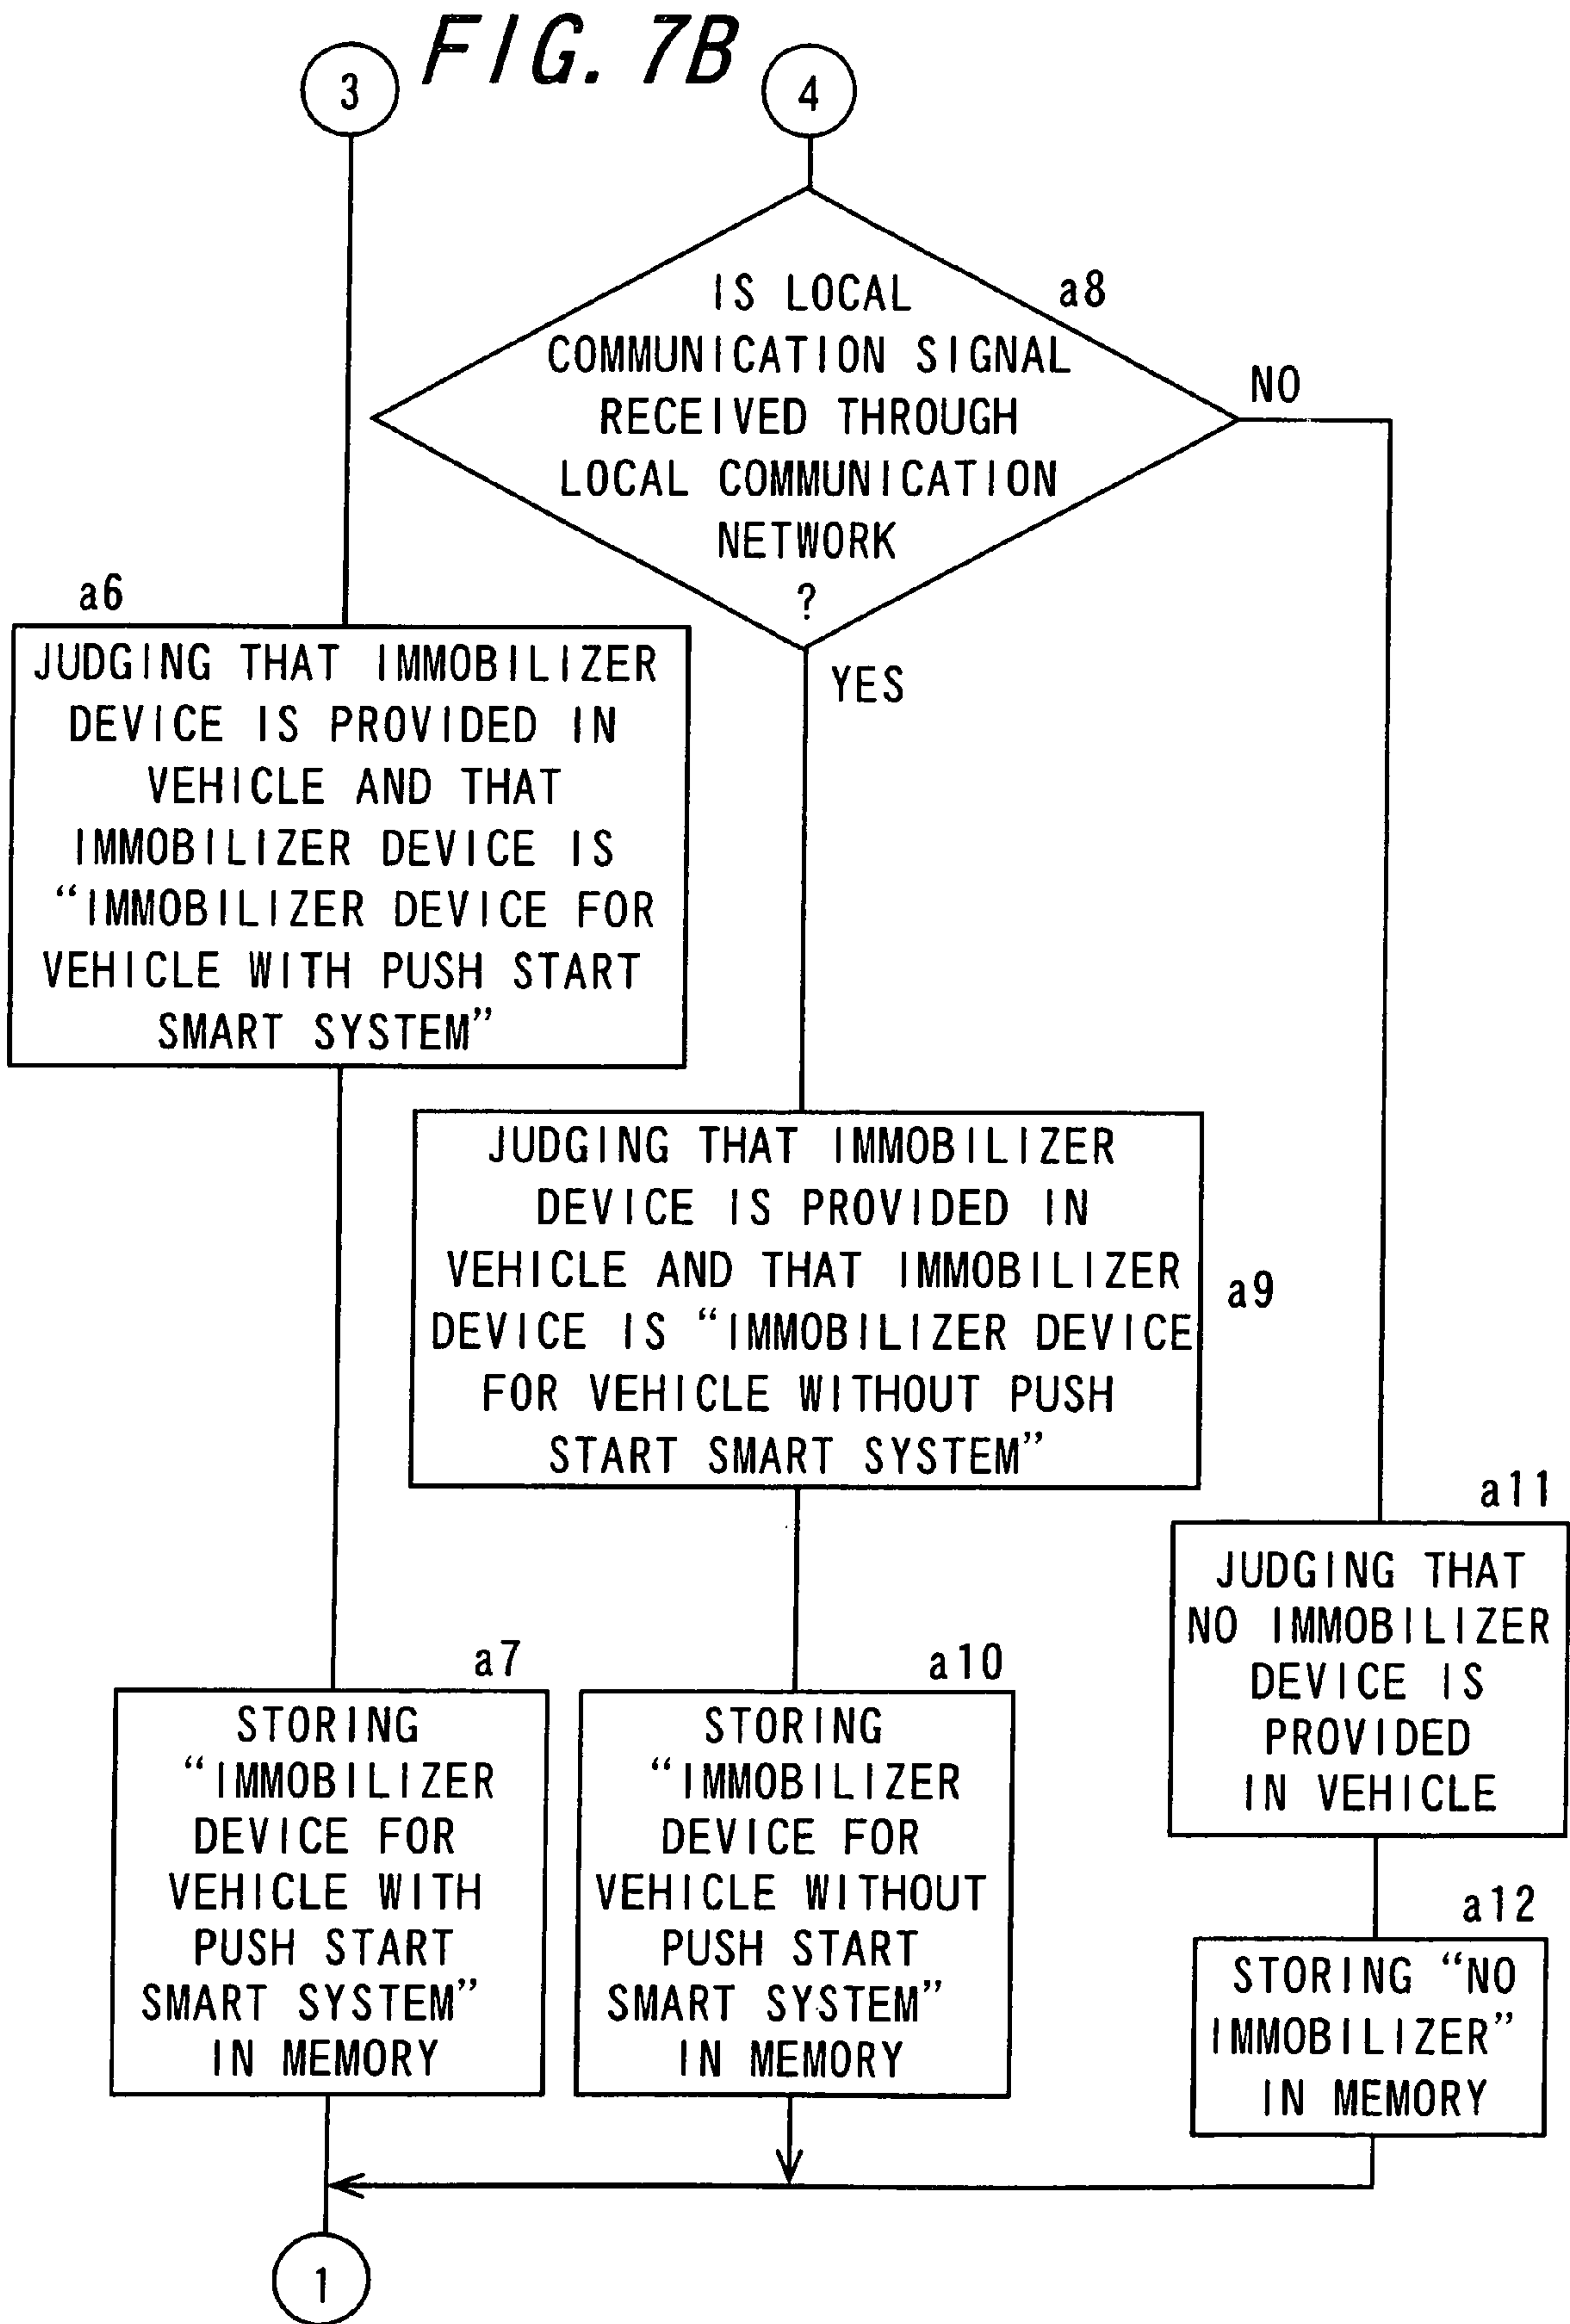 FIG. 7B
3
4
IS LOCAL
COMMUNICATION SIGNAL
RECEIVED THROUGH
LOCAL COMMUNICATION
NETWORK
?
a8
NO
YES
a6
JUDGING THAT IMMOBILIZER
DEVICE IS PROVIDED IN
VEHICLE AND THAT
IMMOBILIZER DEVICE IS
“IMMOBILIZER DEVICE FOR
VEHICLE WITH PUSH START
SMART SYSTEM”
JUDGING THAT IMMOBILIZER
DEVICE IS PROVIDED IN
VEHICLE AND THAT IMMOBILIZER
DEVICE IS “IMMOBILIZER DEVICE
FOR VEHICLE WITHOUT PUSH
START SMART SYSTEM”
a9
a11
JUDGING THAT
NO IMMOBILIZER
DEVICE IS
PROVIDED
IN VEHICLE
a7
STORING
“IMMOBILIZER
DEVICE FOR
VEHICLE WITH
PUSH START
SMART SYSTEM”
IN MEMORY
a10
STORING
“IMMOBILIZER
DEVICE FOR
VEHICLE WITHOUT
PUSH START
SMART SYSTEM”
IN MEMORY
a12
STORING “NO
IMMOBILIZER”
IN MEMORY
1